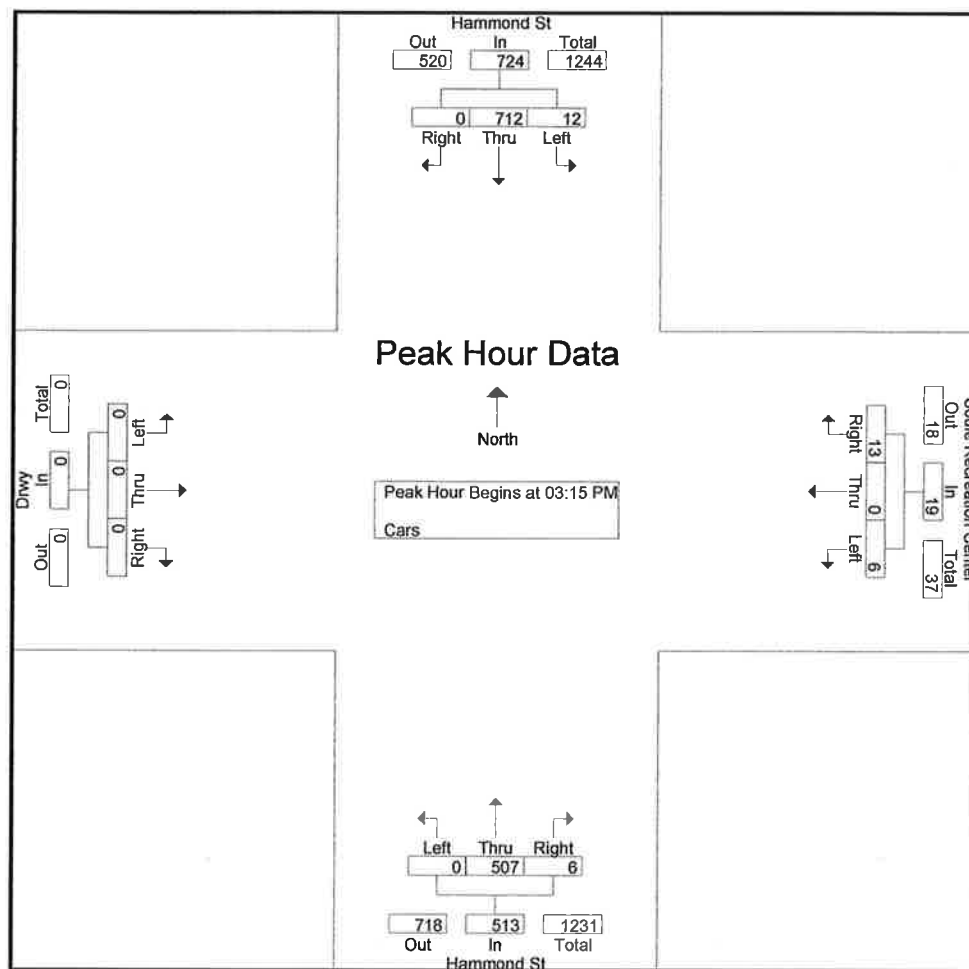 Hammond St
Out In Total
520 724 1244
0 712 12
Right Thru Left
Peak Hour Data
North
Peak Hour Begins at 03:15 PM
Cars
Drwy
Out In Total
0 0 0
0 0 0
Right Thru Left
Recreation Center
Out In Total
18 19 37
13 0 6
Right Thru Left
Left Thru Right
0 507 6
718 513 1231
Out In Total
Hammond St